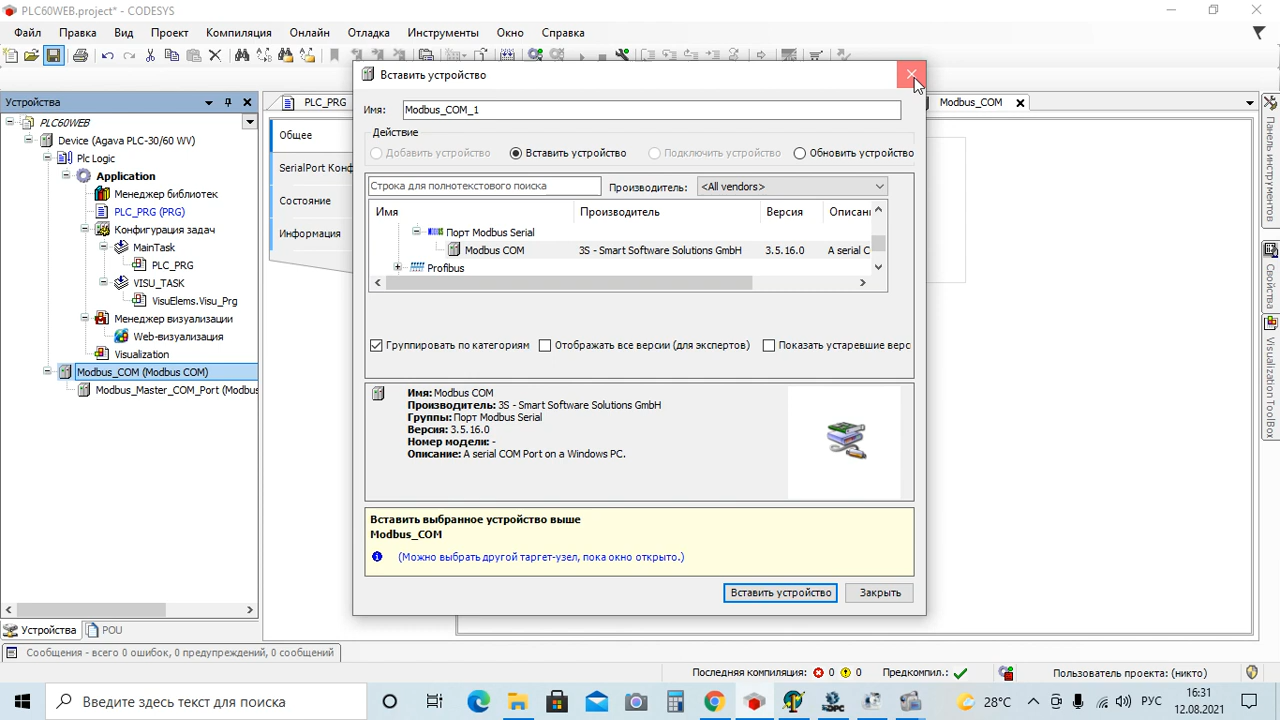 PLC60WEB.project* - CODESYS
Файл Правка Вид Проект Компиляция Онлайн Отладка Инструменты Окно Справка
Устройства
PLC60WEB
Device (Agava PLC-30/60 WV)
Plc Logic
Application
Менеджер библиотек
PLC_PRG (PRG)
Конфигурация задач
MainTask
PLC_PRG
VISU_TASK
VisuElems.Visu_Prg
Менеджер визуализации
Web-визуализация
Visualization
Modbus_COM (Modbus COM)
Modbus_Master_COM_Port (Modbus
Устройства POU
PLC_PRG
Modbus_COM
Общее
SerialPort Конф
Состояние
Информация
Вставить устройство
Имя: Modbus_COM_1
Действие
Добавить устройство Вставить устройство Подключить устройство Обновить устройство
Строка для полнотекстового поиска Производитель: <All vendors>
Имя Производитель Версия Описан
Порт Modbus Serial
Modbus COM 3S - Smart Software Solutions GmbH 3.5.16.0 A serial C
Profibus
Группировать по категориям Отображать все версии (для экспертов) Показать устаревшие верс
Имя: Modbus COM
Производитель: 3S - Smart Software Solutions GmbH
Группы: Порт Modbus Serial
Версия: 3.5.16.0
Номер модели: -
Описание: A serial COM Port on a Windows PC.
Вставить выбранное устройство выше
Modbus_COM
(Можно выбрать другой таргет-узел, пока окно открыто.)
Вставить устройство Закрыть
Панель инструментов
Свойства
Visualization ToolBox
Сообщения - всего 0 ошибок, 0 предупреждений, 0 сообщений
Последняя компиляция: 0 0 Предкомпил.: Пользователь проекта: (никто)
Введите здесь текст для поиска
28°C
РУС
16:31
12.08.2021